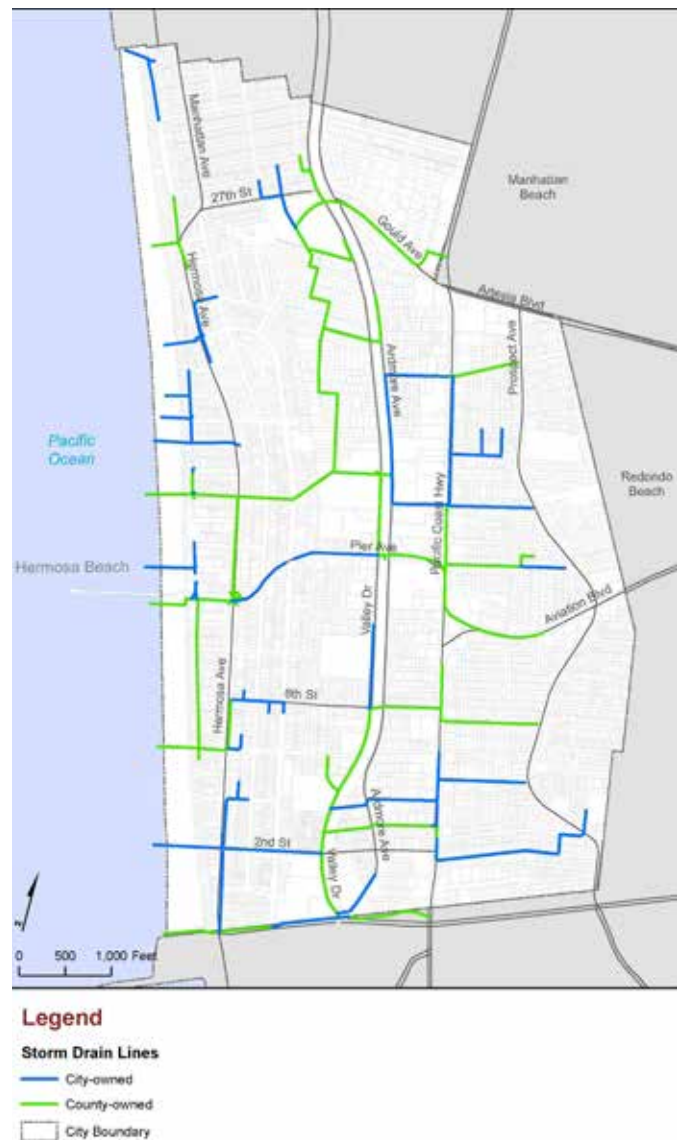 Manhattan Ave
27th St
Manhattan
Beach
Gould Ave
Artesia Blvd
Hermosa Ave
Prospect Ave
Ardmore Ave
Pacific
Ocean
Redondo
Beach
Pacific Coast Hwy
Pier Ave
Hermosa Beach
Aviation Blvd
Valley Dr
Hermosa Ave
8th St
Ardmore Ave
2nd St
Valley Dr
0 500 1,000 Feet
Legend
Storm Drain Lines
City-owned
County-owned
City Boundary